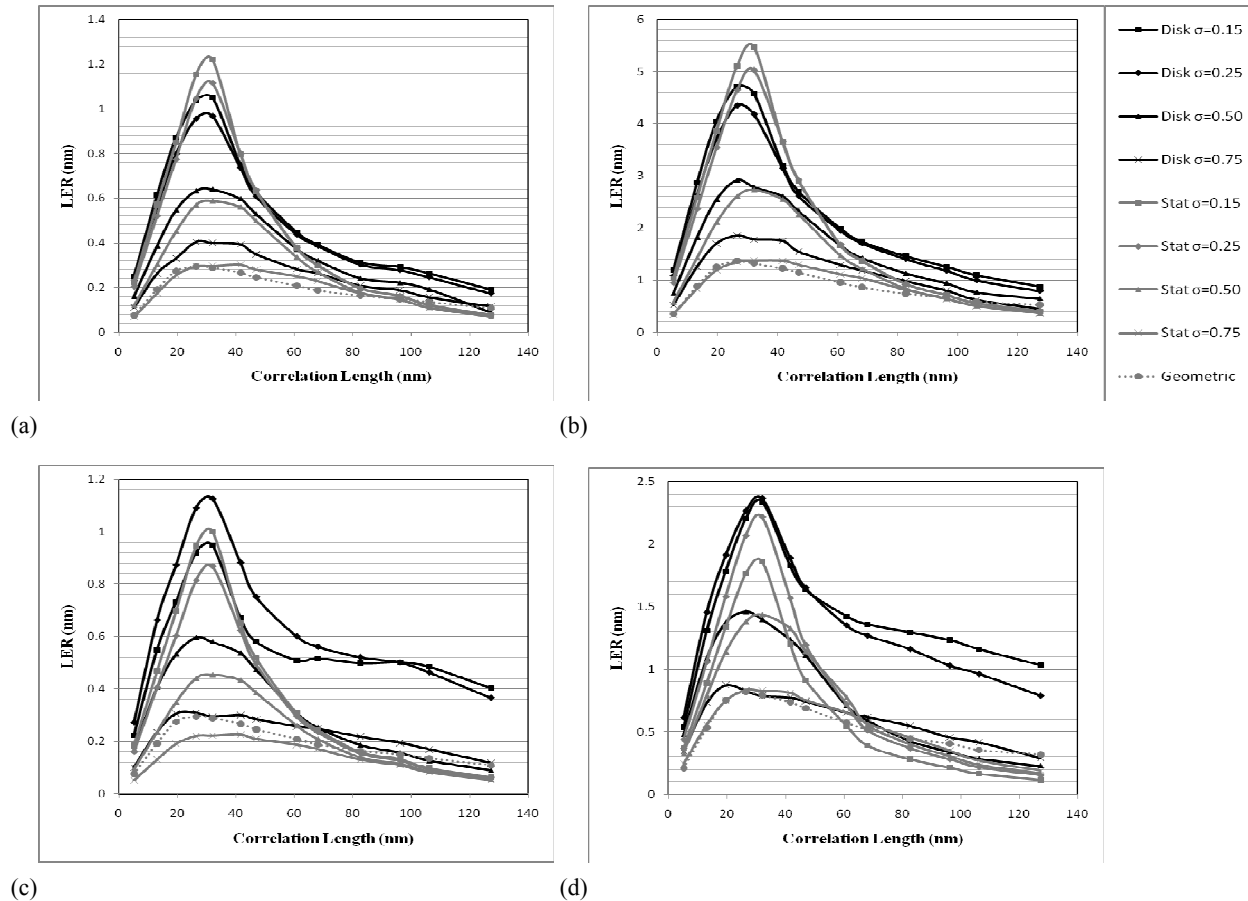 1.4
1.2
1
0.8
0.6
0.4
0.2
0
LER (nm)
0 20 40 60 80 100 120 140
Correlation Length (nm)
(a)
6
5
4
3
2
1
0
LER (nm)
0 20 40 60 80 100 120 140
Correlation Length (nm)
(b)
Disk σ=0.15
Disk σ=0.25
Disk σ=0.50
Disk σ=0.75
Stat σ=0.15
Stat σ=0.25
Stat σ=0.50
Stat σ=0.75
Geometric
1.2
1
0.8
0.6
0.4
0.2
0
LER (nm)
0 20 40 60 80 100 120 140
Correlation Length (nm)
(c)
2.5
2
1.5
1
0.5
0
LER (nm)
0 20 40 60 80 100 120 140
Correlation Length (nm)
(d)